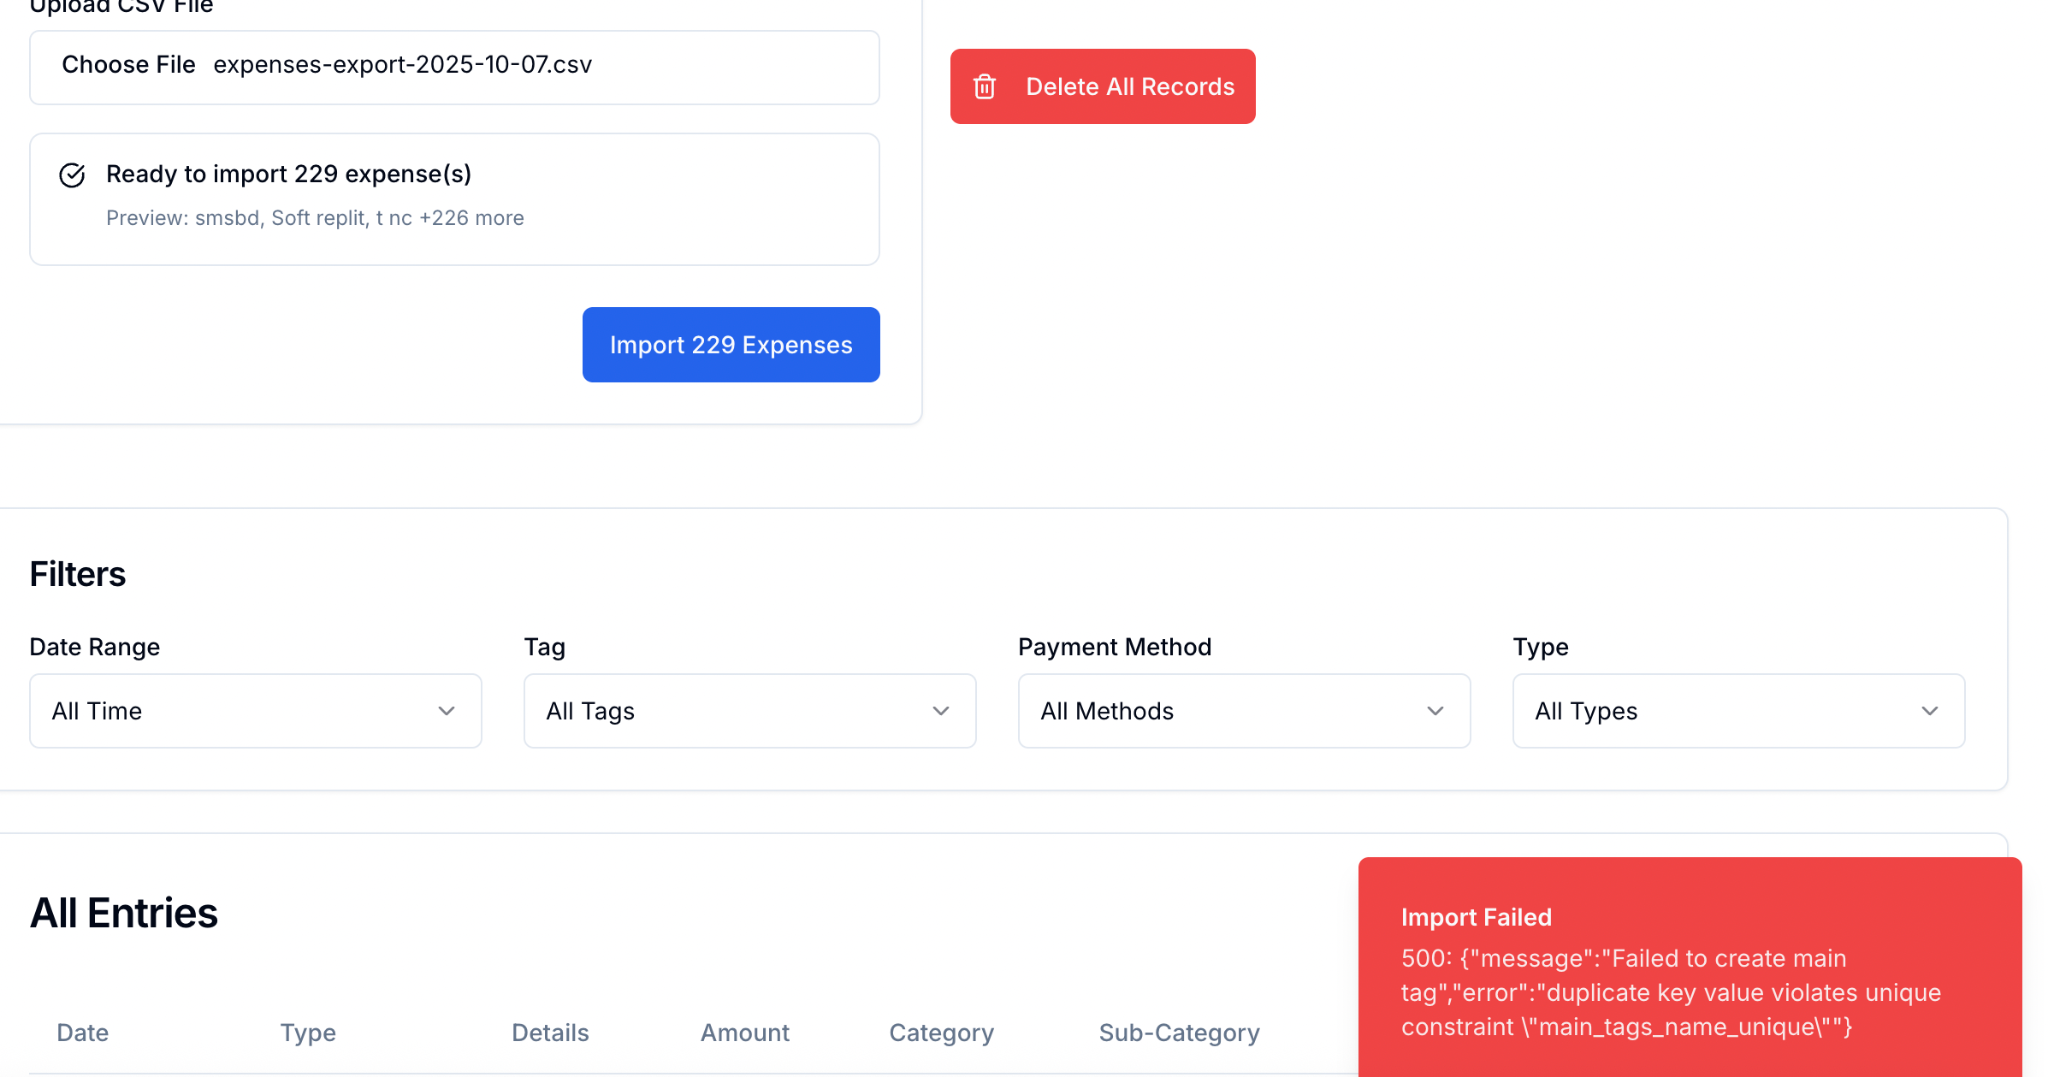 Upload CSV File
Choose File expenses-export-2025-10-07.csv
Delete All Records
Ready to import 229 expense(s)
Preview: smsbd, Soft replit, t nc +226 more
Import 229 Expenses
Filters
Date Range
Tag
Payment Method
Type
All Time
All Tags
All Methods
All Types
All Entries
Date
Type
Details
Amount
Category
Sub-Category
Import Failed
500: {"message":"Failed to create main
tag","error":"duplicate key value violates unique
constraint \"main_tags_name_unique\""}